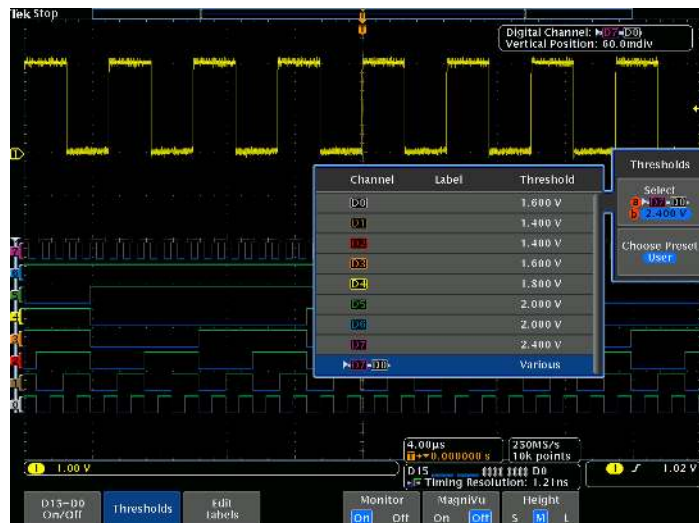 Tek Stop
Digital Channel: D7-D0
Vertical Position: 60.0mdiv
Channel Label Threshold
D0 1.600 V
D1 1.400 V
D2 1.400 V
D3 1.600 V
D4 1.800 V
D5 2.000 V
D6 2.000 V
D7 2.400 V
D7-D0 Various
Thresholds
Select
a D7-D0
b 2.400 V
Choose Preset
User
1 1.00 V
4.00µs
T 0.000000 s
250MS/s
10k points
D15 D0
Timing Resolution: 1.21ns
1 1.02 V
D15-D0
On/Off
Thresholds
Edit
Labels
Monitor
On Off
MagniVu
On Off
Height
S M L